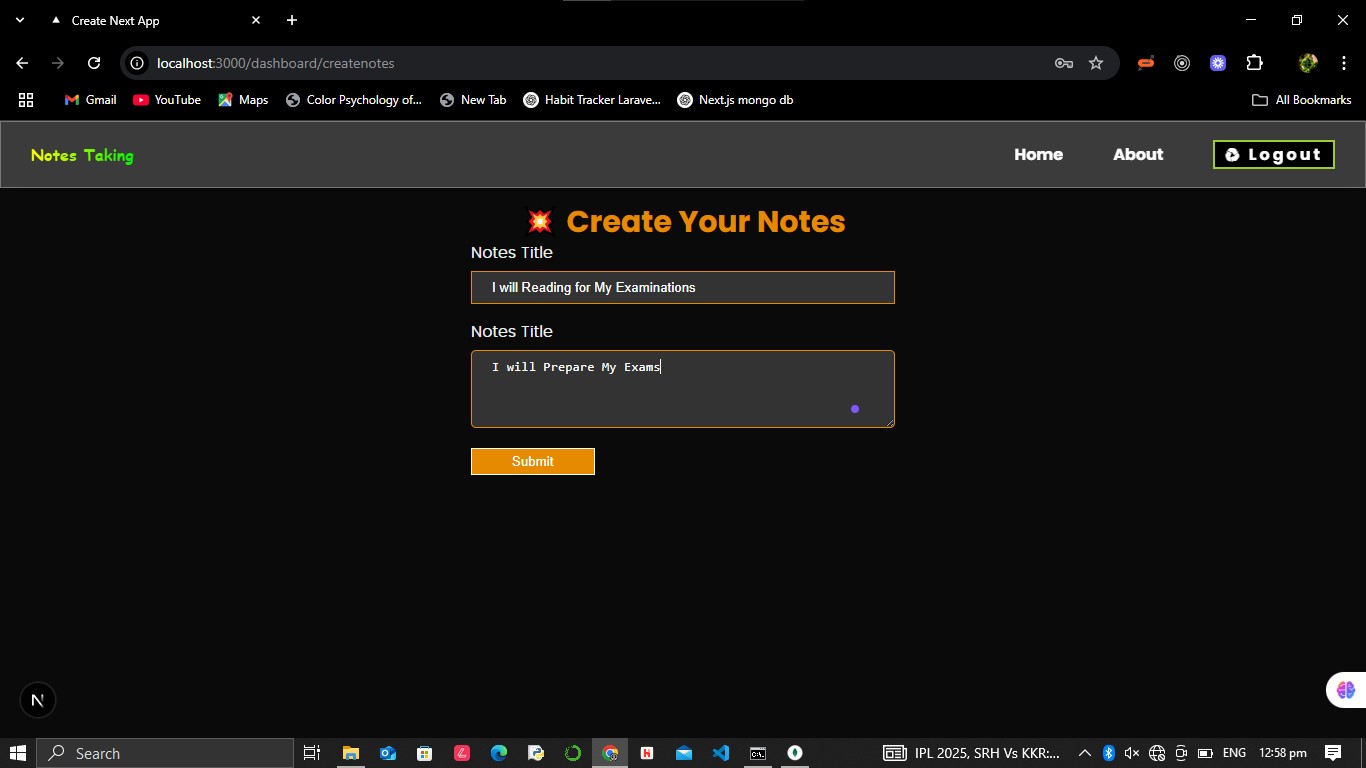 Create Next App
localhost:3000/dashboard/createnotes
Gmail YouTube Maps Color Psychology of... New Tab Habit Tracker Larave... Next.js mongo db All Bookmarks
Notes Taking Home About Logout
Create Your Notes
Notes Title
I will Reading for My Examinations
Notes Title
I will Prepare My Exams
Submit
N
Search IPL 2025, SRH Vs KKR:... ENG 12:58 pm